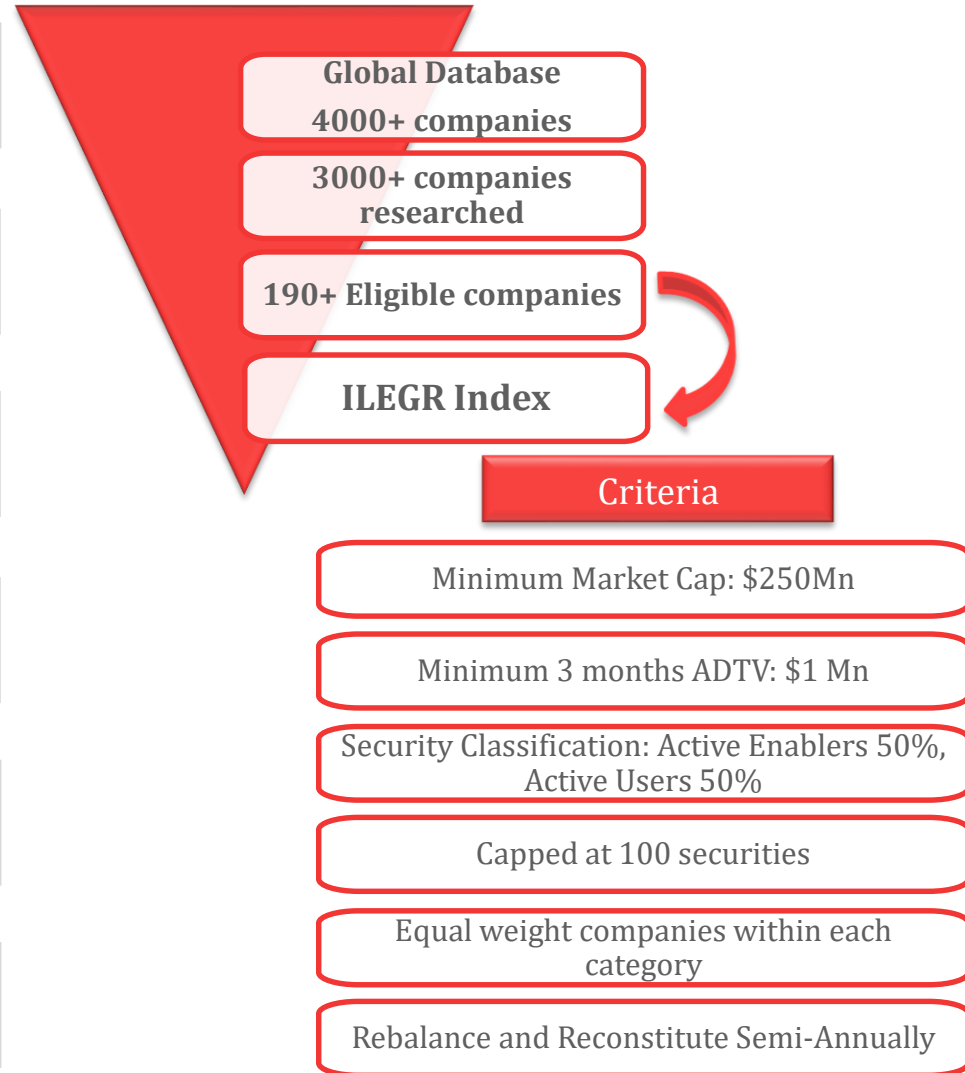 Global Database
4000+ companies
3000+ companies
researched
190+ Eligible companies
ILEGR Index
Criteria
Minimum Market Cap: $250Mn
Minimum 3 months ADTV: $1 Mn
Security Classification: Active Enablers 50%,
Active Users 50%
Capped at 100 securities
Equal weight companies within each
category
Rebalance and Reconstitute Semi-Annually